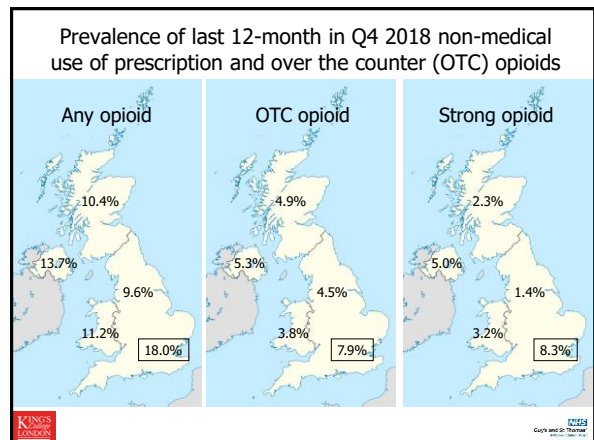 Prevalence of last 12-month in Q4 2018 non-medical
use of prescription and over the counter (OTC) opioids
Any opioid
10.4%
13.7%
9.6%
11.2%
18.0%
OTC opioid
4.9%
5.3%
4.5%
3.8%
7.9%
Strong opioid
2.3%
5.0%
1.4%
3.2%
8.3%
KING'S
College
LONDON
NHS
Guy's and St Thomas'